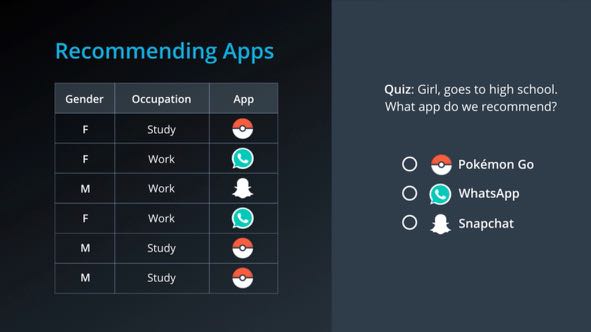 Recommending Apps
Gender Occupation App
F Study
F Work
M Work
F Work
M Study
M Study
Quiz: Girl, goes to high school.
What app do we recommend?
Pokémon Go
WhatsApp
Snapchat